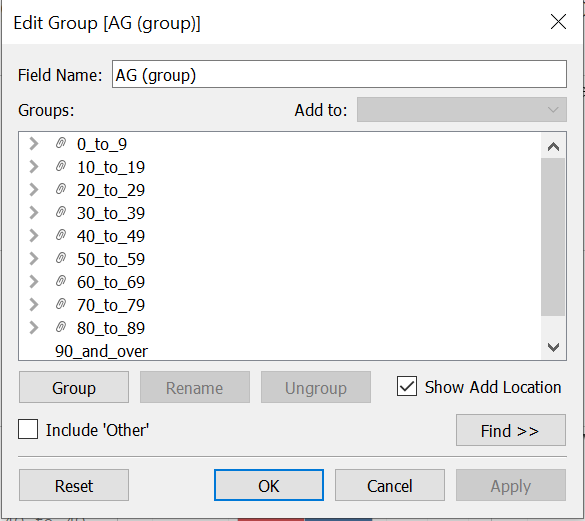 Edit Group [AG (group)]
Field Name: AG (group)
Groups: Add to:
0_to_9
10_to_19
20_to_29
30_to_39
40_to_49
50_to_59
60_to_69
70_to_79
80_to_89
90_and_over
Group Rename Ungroup Show Add Location
Include 'Other' Find >>
Reset OK Cancel Apply